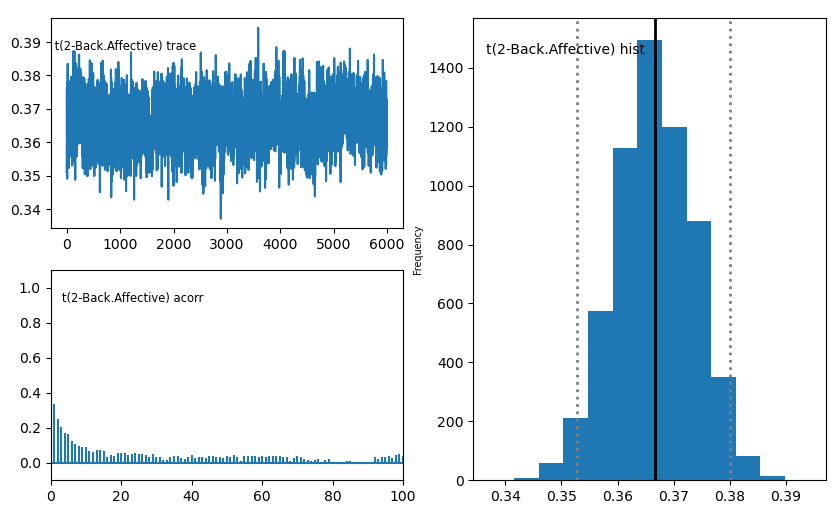 t(2-Back.Affective) trace
0.39
0.38
0.37
0.36
0.35
0.34
0 1000 2000 3000 4000 5000 6000
t(2-Back.Affective) acorr
1.0
0.8
0.6
0.4
0.2
0.0
0 20 40 60 80 100
t(2-Back.Affective) hist
Frequency
1400
1200
1000
800
600
400
200
0
0.34 0.35 0.36 0.37 0.38 0.39